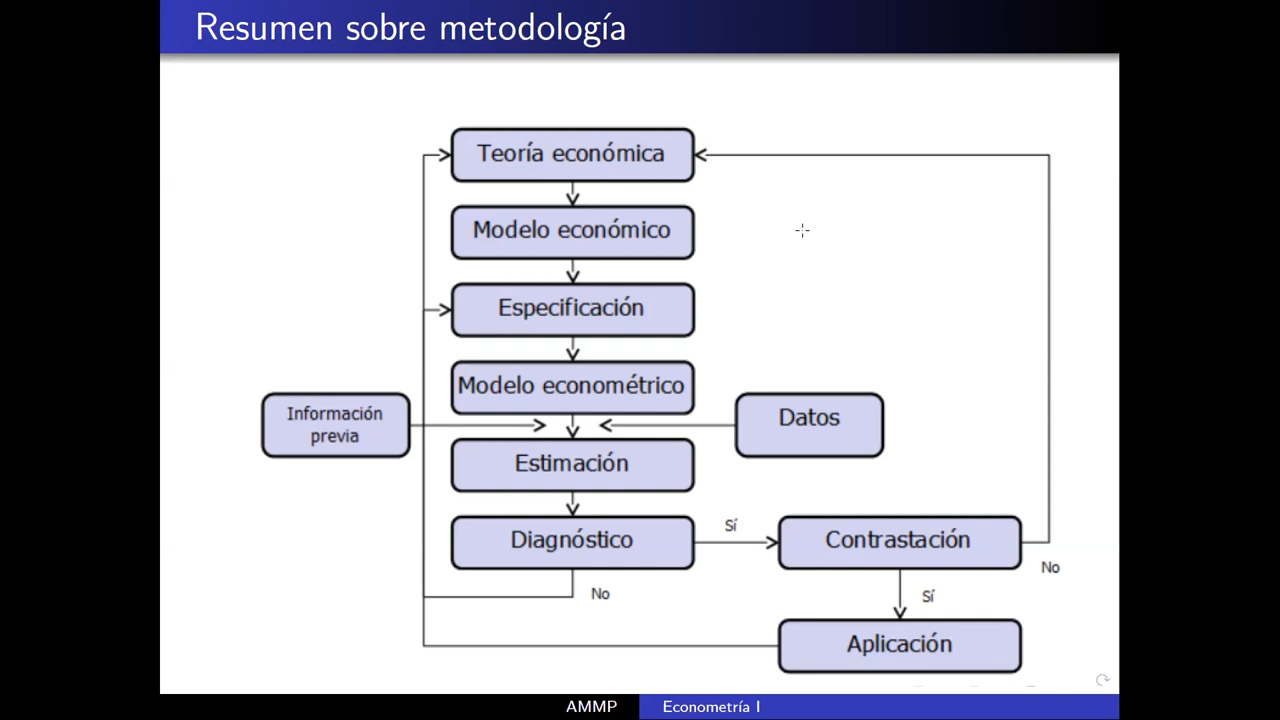 Resumen sobre metodología
Teoría económica
Modelo económico
Especificación
Modelo econométrico
Información
previa
Datos
Estimación
Diagnóstico
Sí
Contrastación
No
No
Sí
Aplicación
AMMP
Econometría I